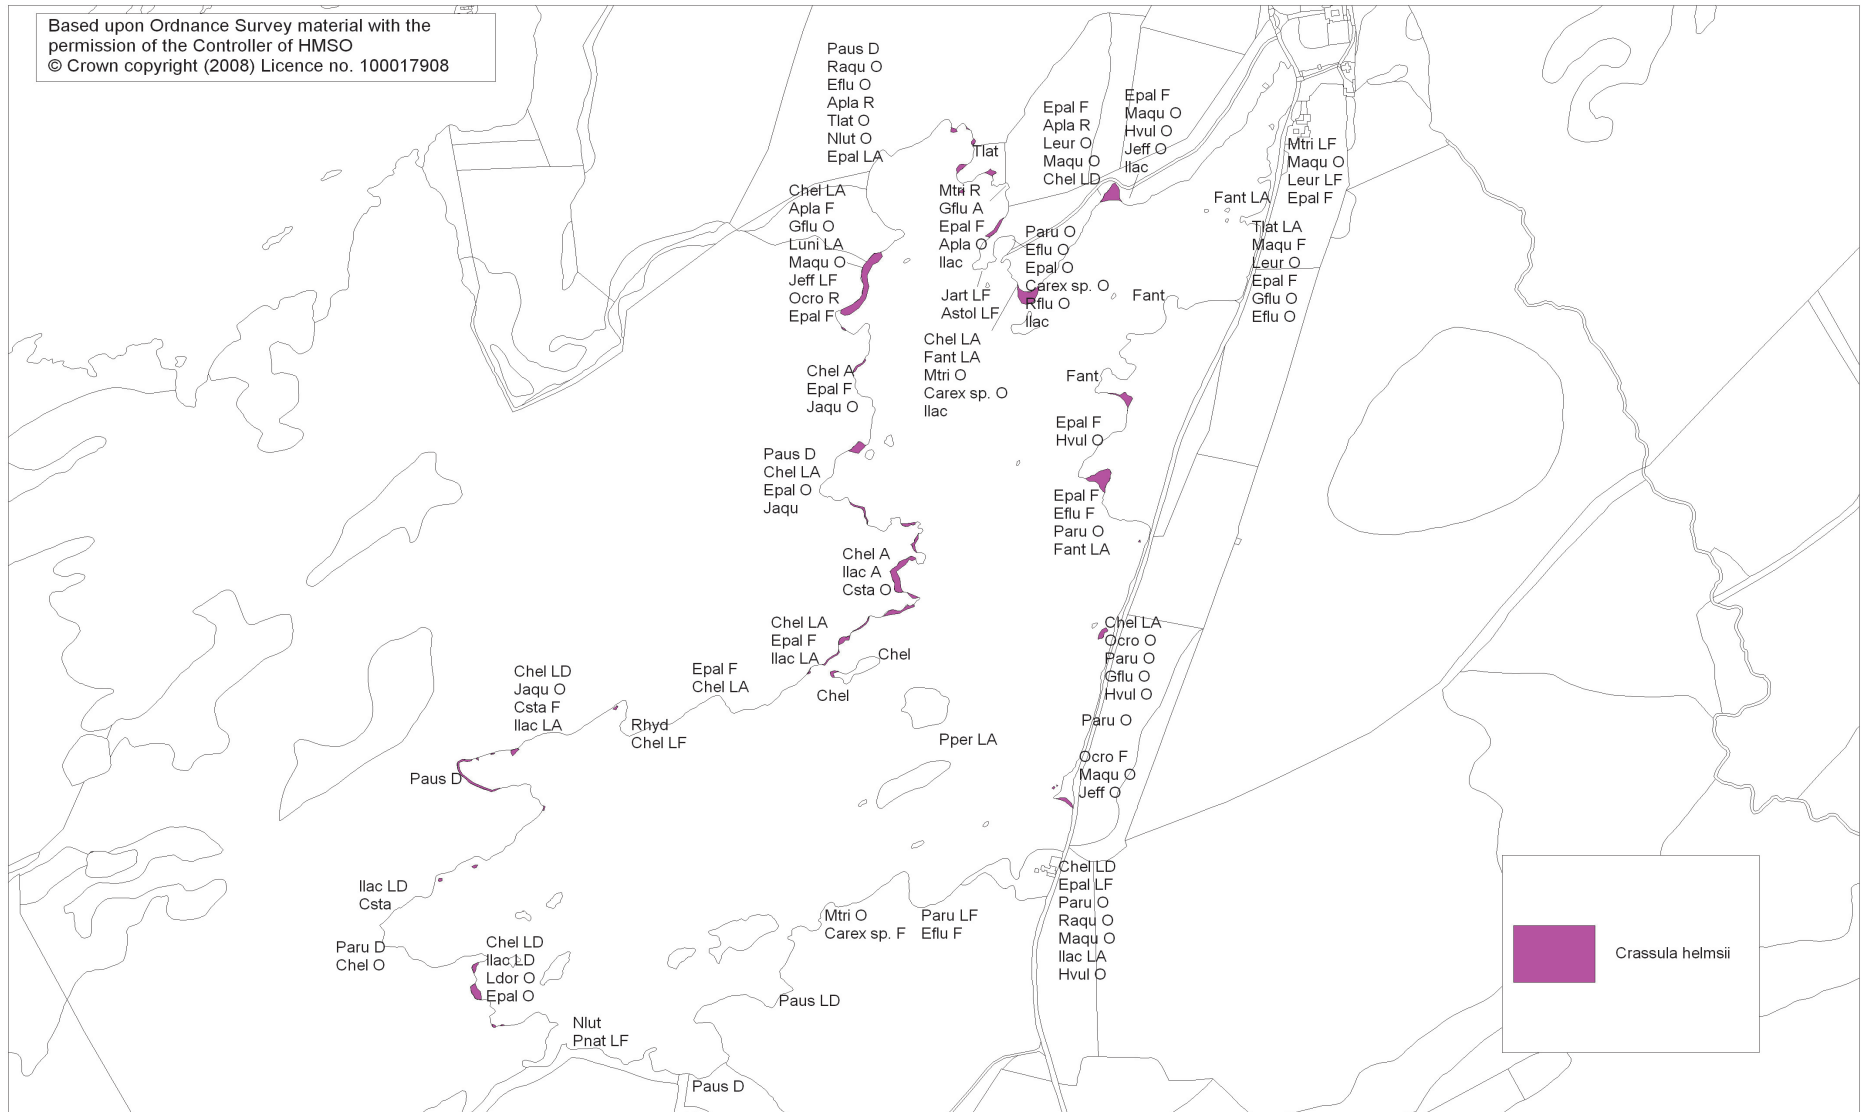 Based upon Ordnance Survey material with the
permission of the Controller of HMSO
© Crown copyright (2008) Licence no. 100017908
Paus D
Raqu O
Eflu O
Apla R
Tlat O
Nlut O
Epal LA
Tlat
Epal F
Apla R
Leur O
Maqu O
Chel LD
Epal F
Maqu O
Hvul O
Jeff O
Ilac
Mtri LF
Maqu O
Leur LF
Epal F
Fant LA
Tlat LA
Maqu F
Leur O
Epal F
Gflu O
Eflu O
Chel LA
Apla F
Gflu O
Luni LA
Maqu O
Jeff LF
Ocro R
Epal F
Mtri R
Gflu A
Epal F
Apla O
Ilac
Paru O
Eflu O
Epal O
Carex sp. O
Rflu O
Ilac
Jart LF
Astol LF
Fant
Chel LA
Fant LA
Mtri O
Carex sp. O
Ilac
Chel A
Epal F
Jaqu O
Fant
Epal F
Hvul O
Paus D
Chel LA
Epal O
Jaqu
Epal F
Eflu F
Paru O
Fant LA
Chel A
Ilac A
Csta O
Chel LA
Epal F
Ilac LA
Chel
Chel
Chel LA
Ocro O
Paru O
Gflu O
Hvul O
Paru O
Epal F
Chel LA
Chel LD
Jaqu O
Csta F
Ilac LA
Rhyd
Chel LF
Pper LA
Ocro F
Maqu O
Jeff O
Paus D
Chel LD
Epal LF
Paru O
Raqu O
Maqu O
Ilac LA
Hvul O
Ilac LD
Csta
Mtri O
Carex sp. F
Paru LF
Eflu F
Paru D
Chel O
Chel LD
Ilac LD
Ldor O
Epal O
Paus LD
Nlut
Pnat LF
Paus D
Crassula helmsii